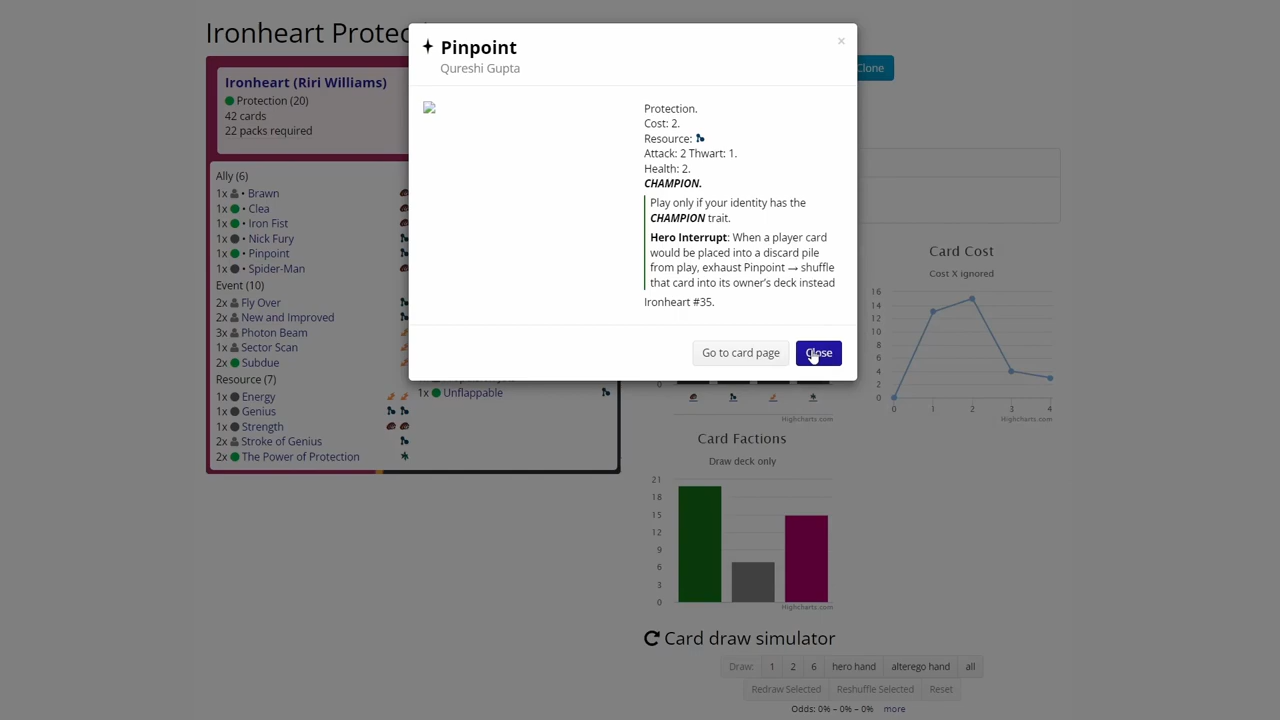 Ironheart Protec
Clone
Ironheart (Riri Williams)
Protection (20)
42 cards
22 packs required
Ally (6)
1x • Brawn
1x • Clea
1x • Iron Fist
1x • Nick Fury
1x • Pinpoint
1x • Spider-Man
Event (10)
2x Fly Over
2x New and Improved
3x Photon Beam
1x Sector Scan
2x Subdue
Resource (7)
1x Energy
1x Genius
1x Strength
2x Stroke of Genius
2x The Power of Protection
1x Unflappable
Pinpoint
×
Qureshi Gupta
Protection.
Cost: 2.
Resource:
Attack: 2 Thwart: 1.
Health: 2.
CHAMPION.
Play only if your identity has the
CHAMPION trait.
Hero Interrupt: When a player card
would be placed into a discard pile
from play, exhaust Pinpoint → shuffle
that card into its owner's deck instead
Ironheart #35.
Go to card page
Close
Card Cost
Cost X ignored
16
14
12
10
8
6
4
2
0
0 1 2 3 4
Highcharts.com
0
Highcharts.com
Card Factions
Draw deck only
21
18
15
12
9
6
3
0
Highcharts.com
Card draw simulator
Draw: 1 2 6 hero hand alterego hand all
Redraw Selected Reshuffle Selected Reset
Odds: 0% – 0% – 0% more